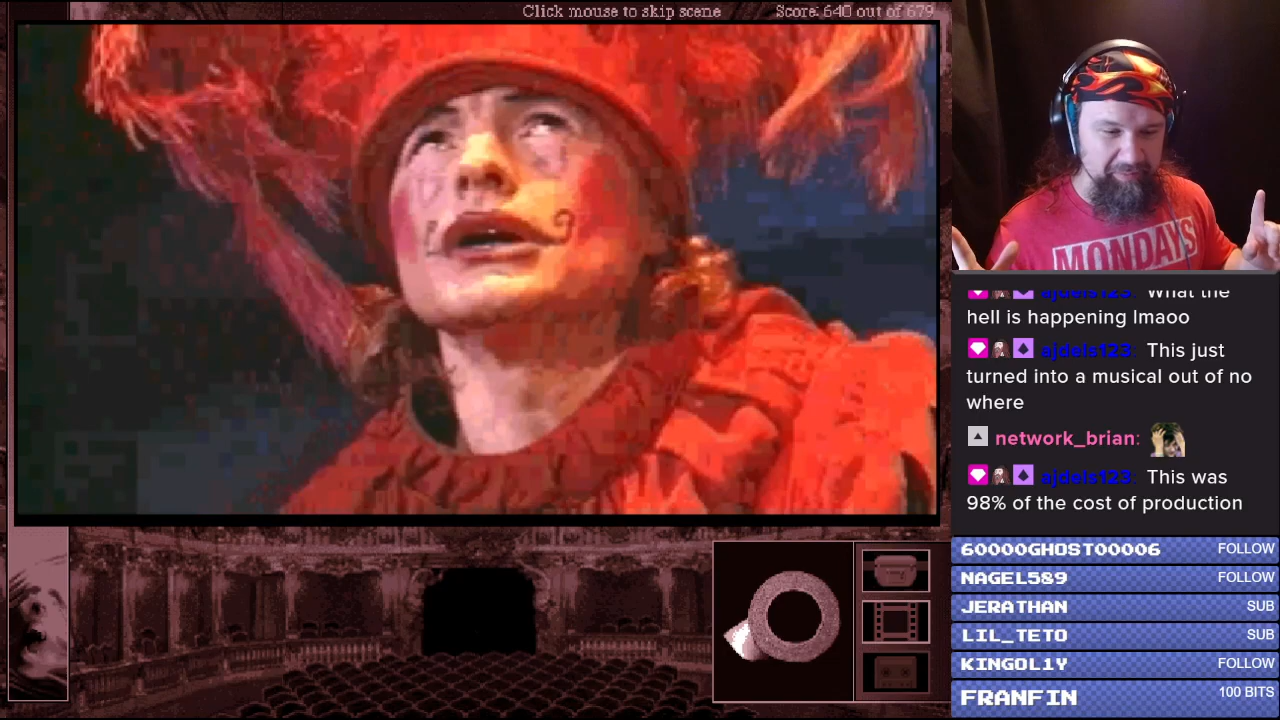 Click mouse to skip scene
Score: 640 out of 679
MONDAYS
ajdels123: What the
hell is happening lmaoo
ajdels123: This just
turned into a musical out of no
where
network_brian:
ajdels123: This was
98% of the cost of production
60000GHOST00006 FOLLOW
NAGEL589 FOLLOW
JERATHAN SUB
LIL_TETO SUB
KINGOL1Y FOLLOW
FRANFIN 100 BITS